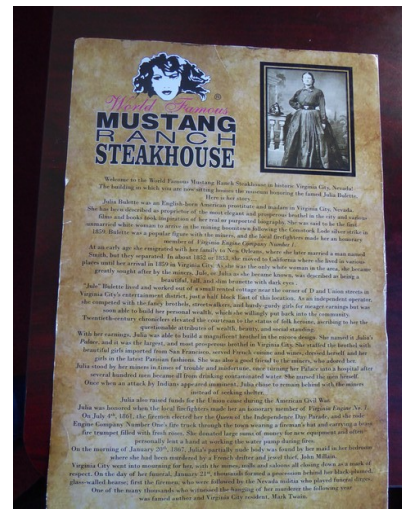 World Famous
®
MUSTANG
RANCH
STEAKHOUSE
Welcome to the World Famous Mustang Ranch Steakhouse in historic Virginia City, Nevada!
The building in which you are now sitting houses the museum honoring the famed Julia Bulette.
Here is her story...
Julia Bulette was an English-born American prostitute and madam in Virginia City, Nevada.
She has been described as proprietor of the most elegant and prosperous brothel in the city and various
films and books took inspiration of her real or purported biography. She was said to be the first
unmarried white woman to arrive in the mining boomtown following the Comstock Lode silver strike in
1859. Bulette was a popular figure with the miners, and the local firefighters made her an honorary
member of Virginia Engine Company Number 1.
At an early age she emigrated with her family to New Orleans, where she later married a man named
Smith, but they separated. In about 1852 or 1853, she moved to California where she lived in various
places until her arrival in 1859 in Virginia City. As she was the only white woman in the area, she became
greatly sought after by the miners. Jule, or Julia as she became known, was described as being a
beautiful, tall, and slim brunette with dark eyes
"Jule" Bulette lived and worked out of a small rented cottage near the corner of D and Union streets in
Virginia City's entertainment district, just a half block East of this location. As an independent operator,
she competed with the fancy brothels, streetwalkers, and hurdy-gurdy girls for meager earnings but was
soon able to build her personal wealth, which she willingly put back into the community.
Twentieth-century chroniclers elevated the courtesan to the status of folk heroine, ascribing to her the
questionable attributes of wealth, beauty, and social standing.
With her earnings, Julia was able to build a magnificent brothel in the rococo design. She named it Julia's
Palace, and it was the largest, and most prosperous brothel in Virginia City. She staffed the brothel with
beautiful girls imported from San Francisco, served French cuisine and wines, dressed herself and her
girls in the latest Parisian fashions. She was also a good friend to the miners, who adored her.
Julia stood by her miners in times of trouble and misfortune, once turning her Palace into a hospital after
several hundred men became ill from drinking contaminated water. She nursed the men herself.
Once when an attack by Indians appeared imminent, Julia chose to remain behind with the miners
instead of seeking shelter.
Julia also raised funds for the Union cause during the American Civil War.
Julia was honored when the local firefighters made her an honorary member of Virginia Engine No. 1
On July 4th, 1861, the firemen elected her the Queen of the Independence Day Parade, and she rode
Engine Company Number One's fire truck through the town wearing a fireman's hat and carrying a brass
fire trumpet filled with fresh roses. She donated large sums of money for new equipment and often
personally lent a hand at working the water pump during fires.
On the morning of January 20th, 1867, Julia's partially nude body was found by her maid in her bedroom
where she had been murdered by a French drifter and jewel thief, John Millain.
Virginia City went into mourning for her, with the mines, mills and saloons all closing down as a mark of
respect. On the day of her funeral, January 21st, thousands formed a procession behind her black-plumed,
glass-walled hearse; first the firemen, who were followed by the Nevada militia who played funeral dirges.
One of the many thousands who witnessed the hanging of her murderer the following year
was famed author and Virginia City resident, Mark Twain.